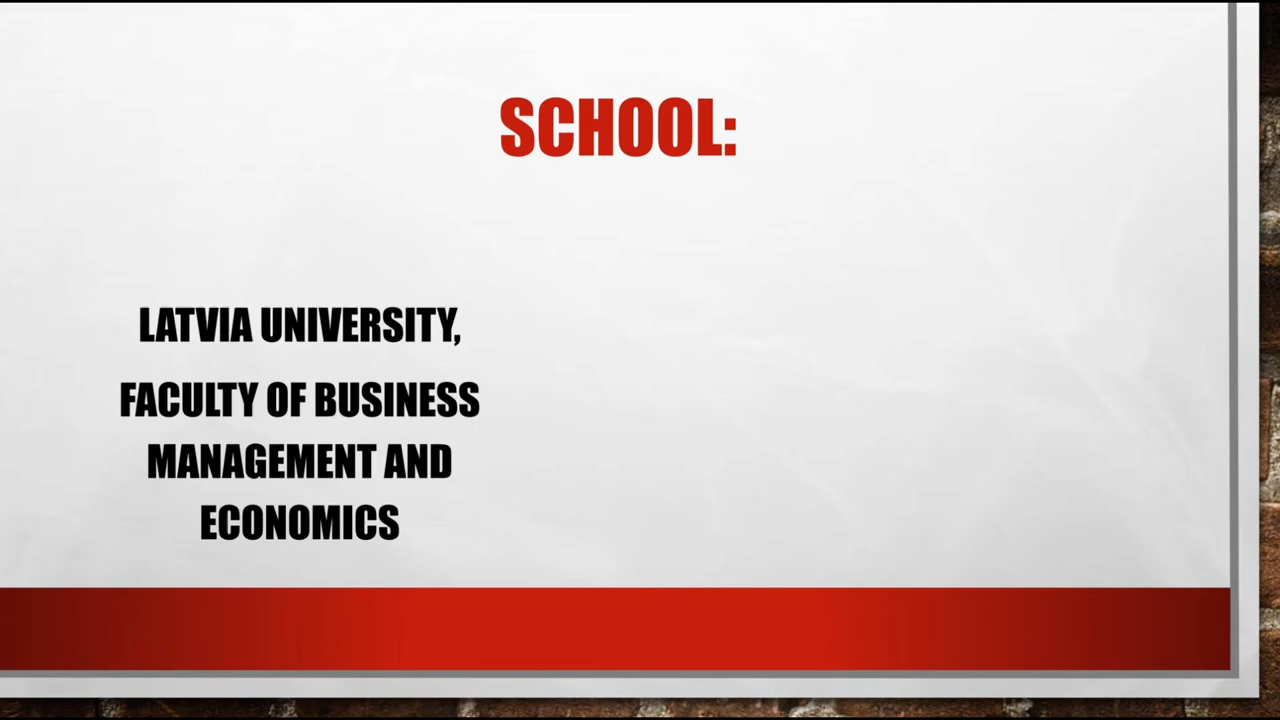 SCHOOL:
LATVIA UNIVERSITY,
FACULTY OF BUSINESS
MANAGEMENT AND
ECONOMICS